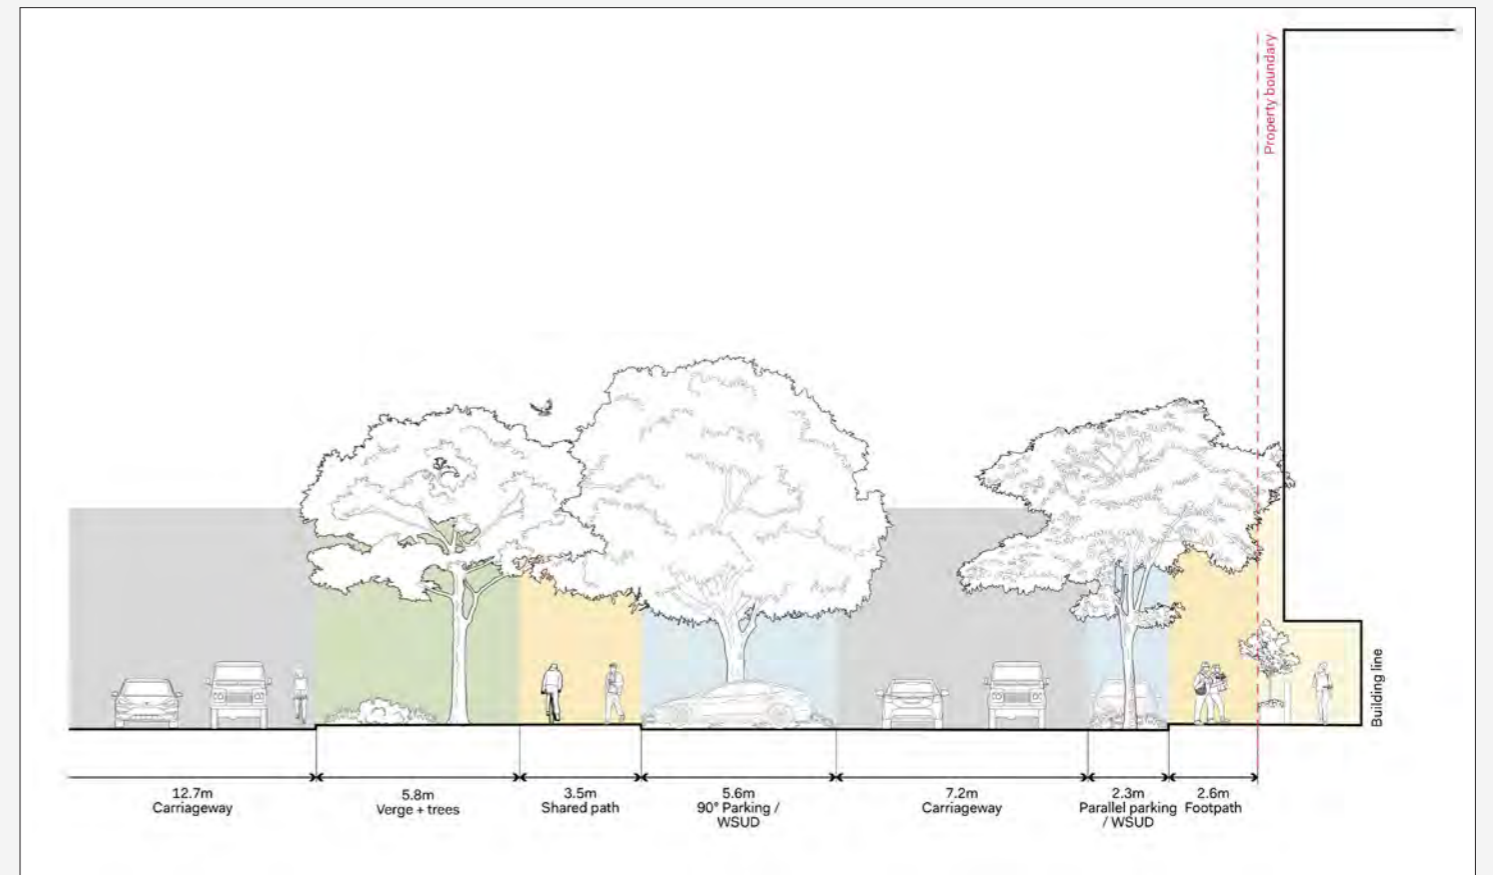 Property boundary
Building line
12.7m
Carriageway
5.8m
Verge + trees
3.5m
Shared path
5.6m
90° Parking /
WSUD
7.2m
Carriageway
2.3m
Parallel parking
/ WSUD
2.6m
Footpath